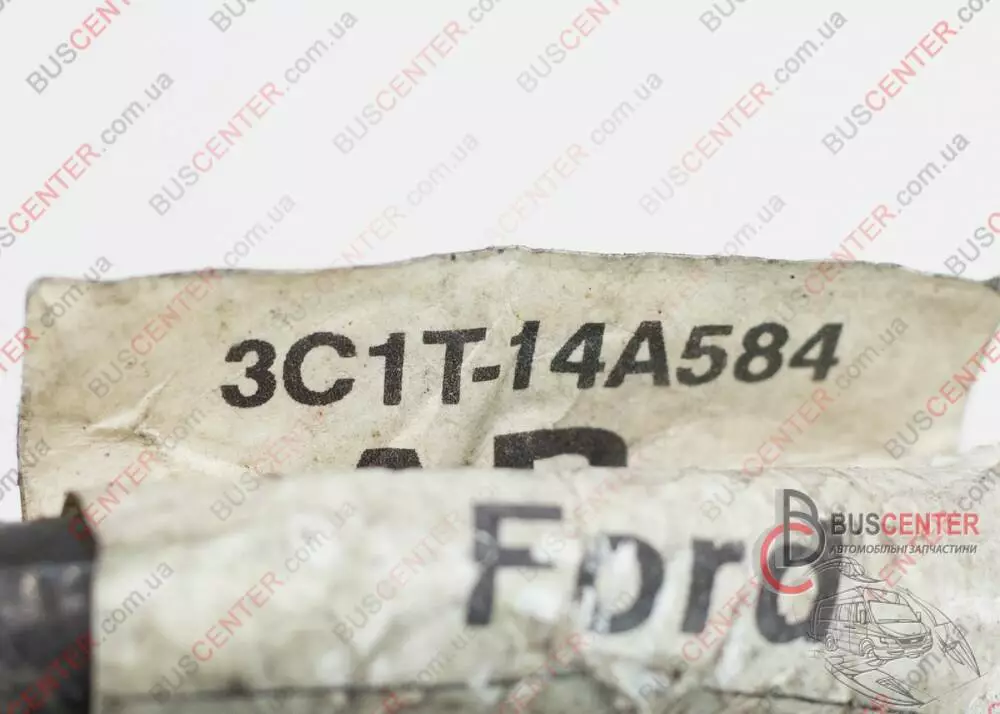 3C1T-14A584
Ford
BUSCENTER
АВТОМОБІЛЬНІ ЗАПЧАСТИНИ
BUSCENTER.com.ua